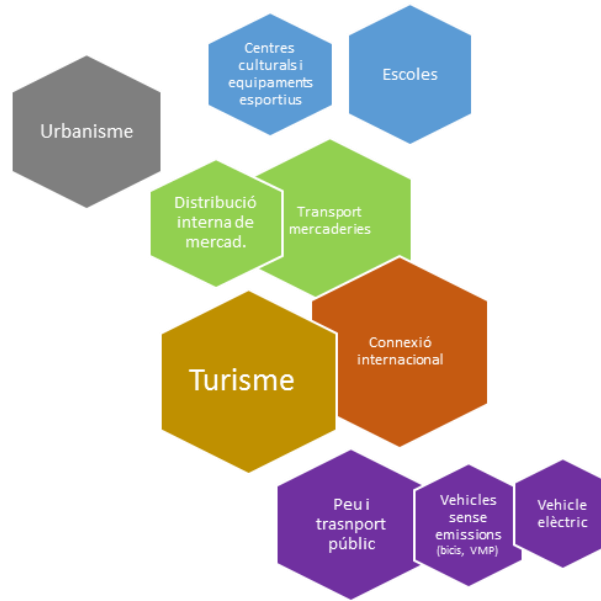 Centres
culturals i
equipaments
esportius
Escoles
Urbanisme
Distribució
interna de
mercad.
Transport
mercaderies
Connexió
internacional
Turisme
Peu i
trasnport
públic
Vehicles
sense
emissions
(bicis, VMP)
Vehicle
elèctric